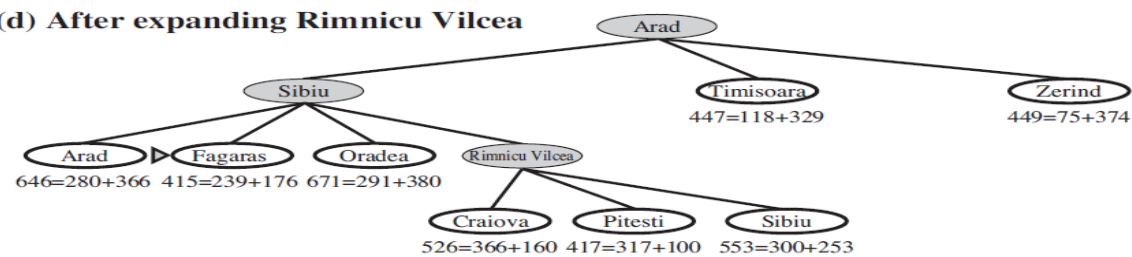 (d) After expanding Rimnicu Vilcea
Arad
Sibiu
Timisoara
Zerind
447=118+329
449=75+374
Arad
Fagaras
Oradea
Rimnicu Vilcea
646=280+366
415=239+176
671=291+380
Craiova
Pitesti
Sibiu
526=366+160
417=317+100
553=300+253